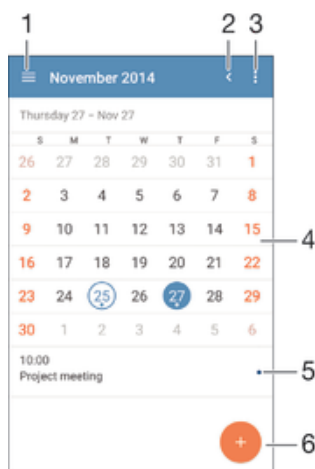 1 2 3
November 2014
Thursday 27 – Nov 27
S M T W T F S
26 27 28 29 30 31 1
2 3 4 5 6 7 8
9 10 11 12 13 14 15
4
16 17 18 19 20 21 22
23 24 25 26 27 28 29
30 1 2 3 4 5 6
10:00
5
Project meeting
+ 6